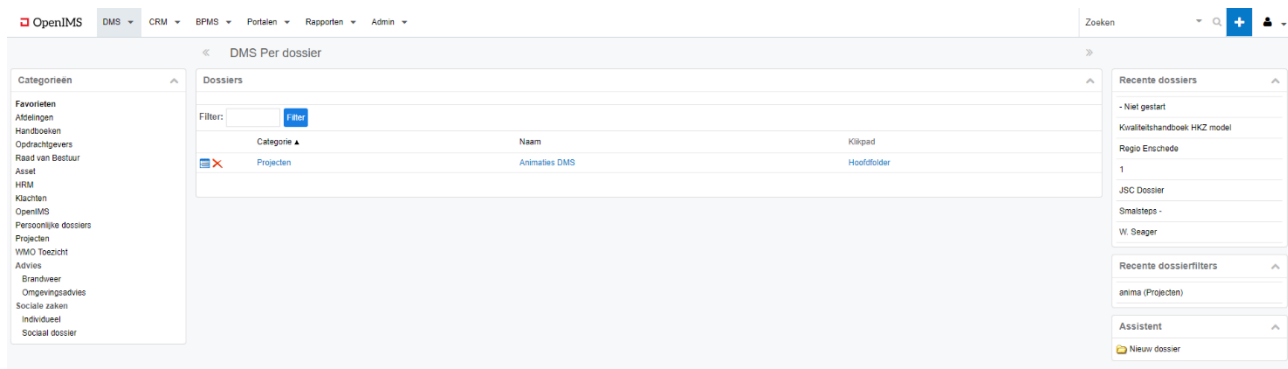 OpenIMS DMS CRM BPMS Portalen Rapporten Admin Zoeken
« DMS Per dossier »
Categorieën
Favorieten
Afdelingen
Handboeken
Opdrachtgevers
Raad van Bestuur
Asset
HRM
Klachten
OpenIMS
Persoonlijke dossiers
Projecten
WMO Toezicht
Advies
Brandweer
Omgevingsadvies
Sociale zaken
Individueel
Sociaal dossier
Dossiers
Filter: Filter
Categorie ▲ Naam Klikpad
Projecten Animaties DMS Hoofdfolder
Recente dossiers
- Niet gestart
Kwaliteitshandboek HKZ model
Regio Enschede
1
JSC Dossier
Smalsteps -
W. Seager
Recente dossierfilters
anima (Projecten)
Assistent
Nieuw dossier